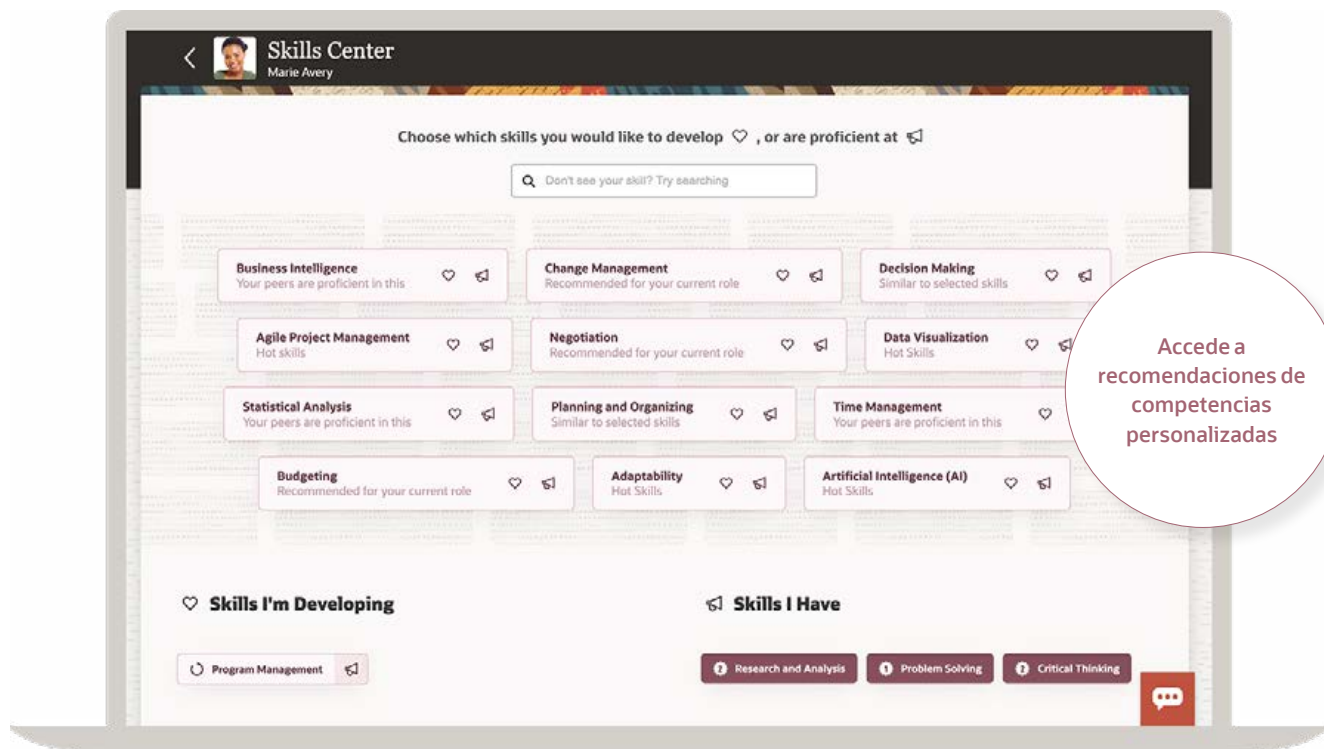 Skills Center
Marie Avery
Choose which skills you would like to develop , or are proficient at
Don't see your skill? Try searching
Business Intelligence
Your peers are proficient in this
Change Management
Recommended for your current role
Decision Making
Similar to selected skills
Agile Project Management
Hot skills
Negotiation
Recommended for your current role
Data Visualization
Hot Skills
Statistical Analysis
Your peers are proficient in this
Planning and Organizing
Similar to selected skills
Time Management
Your peers are proficient in this
Budgeting
Recommended for your current role
Adaptability
Hot Skills
Artificial Intelligence (AI)
Hot Skills
Accede a
recomendaciones de
competencias
personalizadas
Skills I'm Developing
Program Management
Skills I Have
2 Research and Analysis
1 Problem Solving
2 Critical Thinking